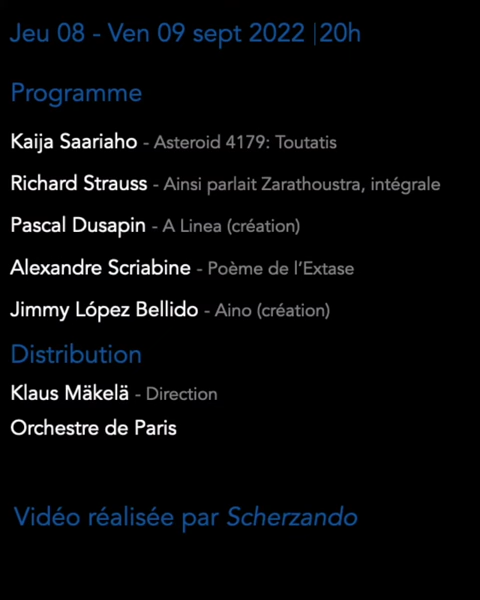 Jeu 08 - Ven 09 sept 2022 |20h
Programme
Kaija Saariaho - Asteroid 4179: Toutatis
Richard Strauss - Ainsi parlait Zarathoustra, intégrale
Pascal Dusapin - A Linea (création)
Alexandre Scriabine - Poème de l’Extase
Jimmy López Bellido - Aino (création)
Distribution
Klaus Mäkelä - Direction
Orchestre de Paris
Vidéo réalisée par Scherzando